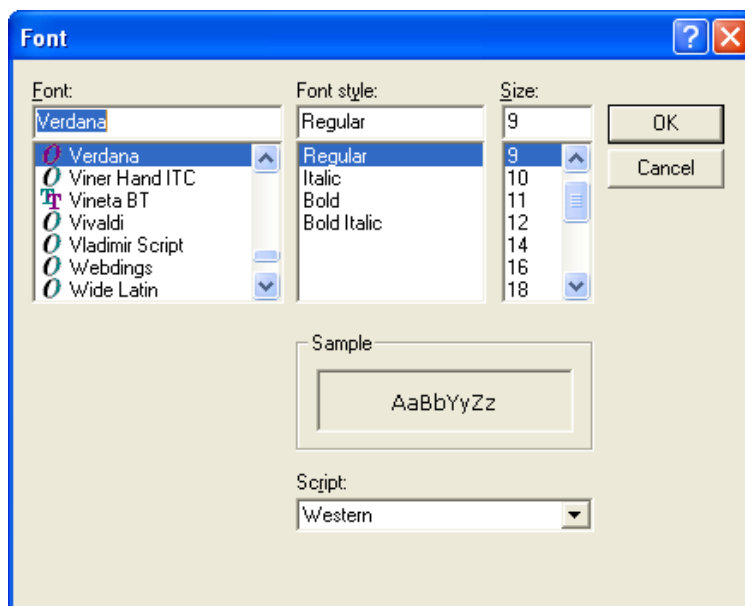 Font
Font:
Font style:
Size:
Verdana
Regular
9
OK
Cancel
Verdana
Viner Hand ITC
Vineta BT
Vivaldi
Vladimir Script
Webdings
Wide Latin
Regular
Italic
Bold
Bold Italic
9
10
11
12
14
16
18
Sample
AaBbYyZz
Script:
Western